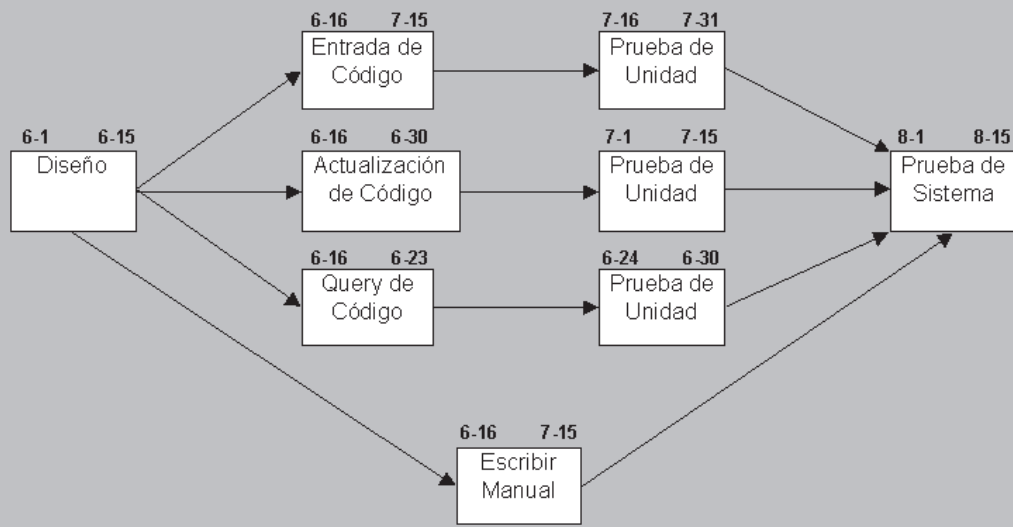 6-16 7-15
Entrada de
Código
7-16 7-31
Prueba de
Unidad
6-1 6-15
Diseño
6-16 6-30
Actualización
de Código
7-1 7-15
Prueba de
Unidad
8-1 8-15
Prueba de
Sistema
6-16 6-23
Query de
Código
6-24 6-30
Prueba de
Unidad
6-16 7-15
Escribir
Manual